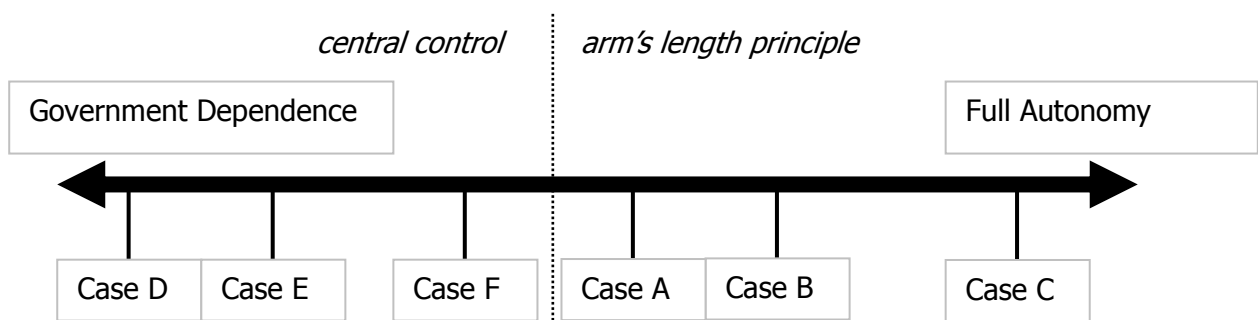 central control
arm's length principle
Government Dependence
Full Autonomy
Case D
Case E
Case F
Case A
Case B
Case C